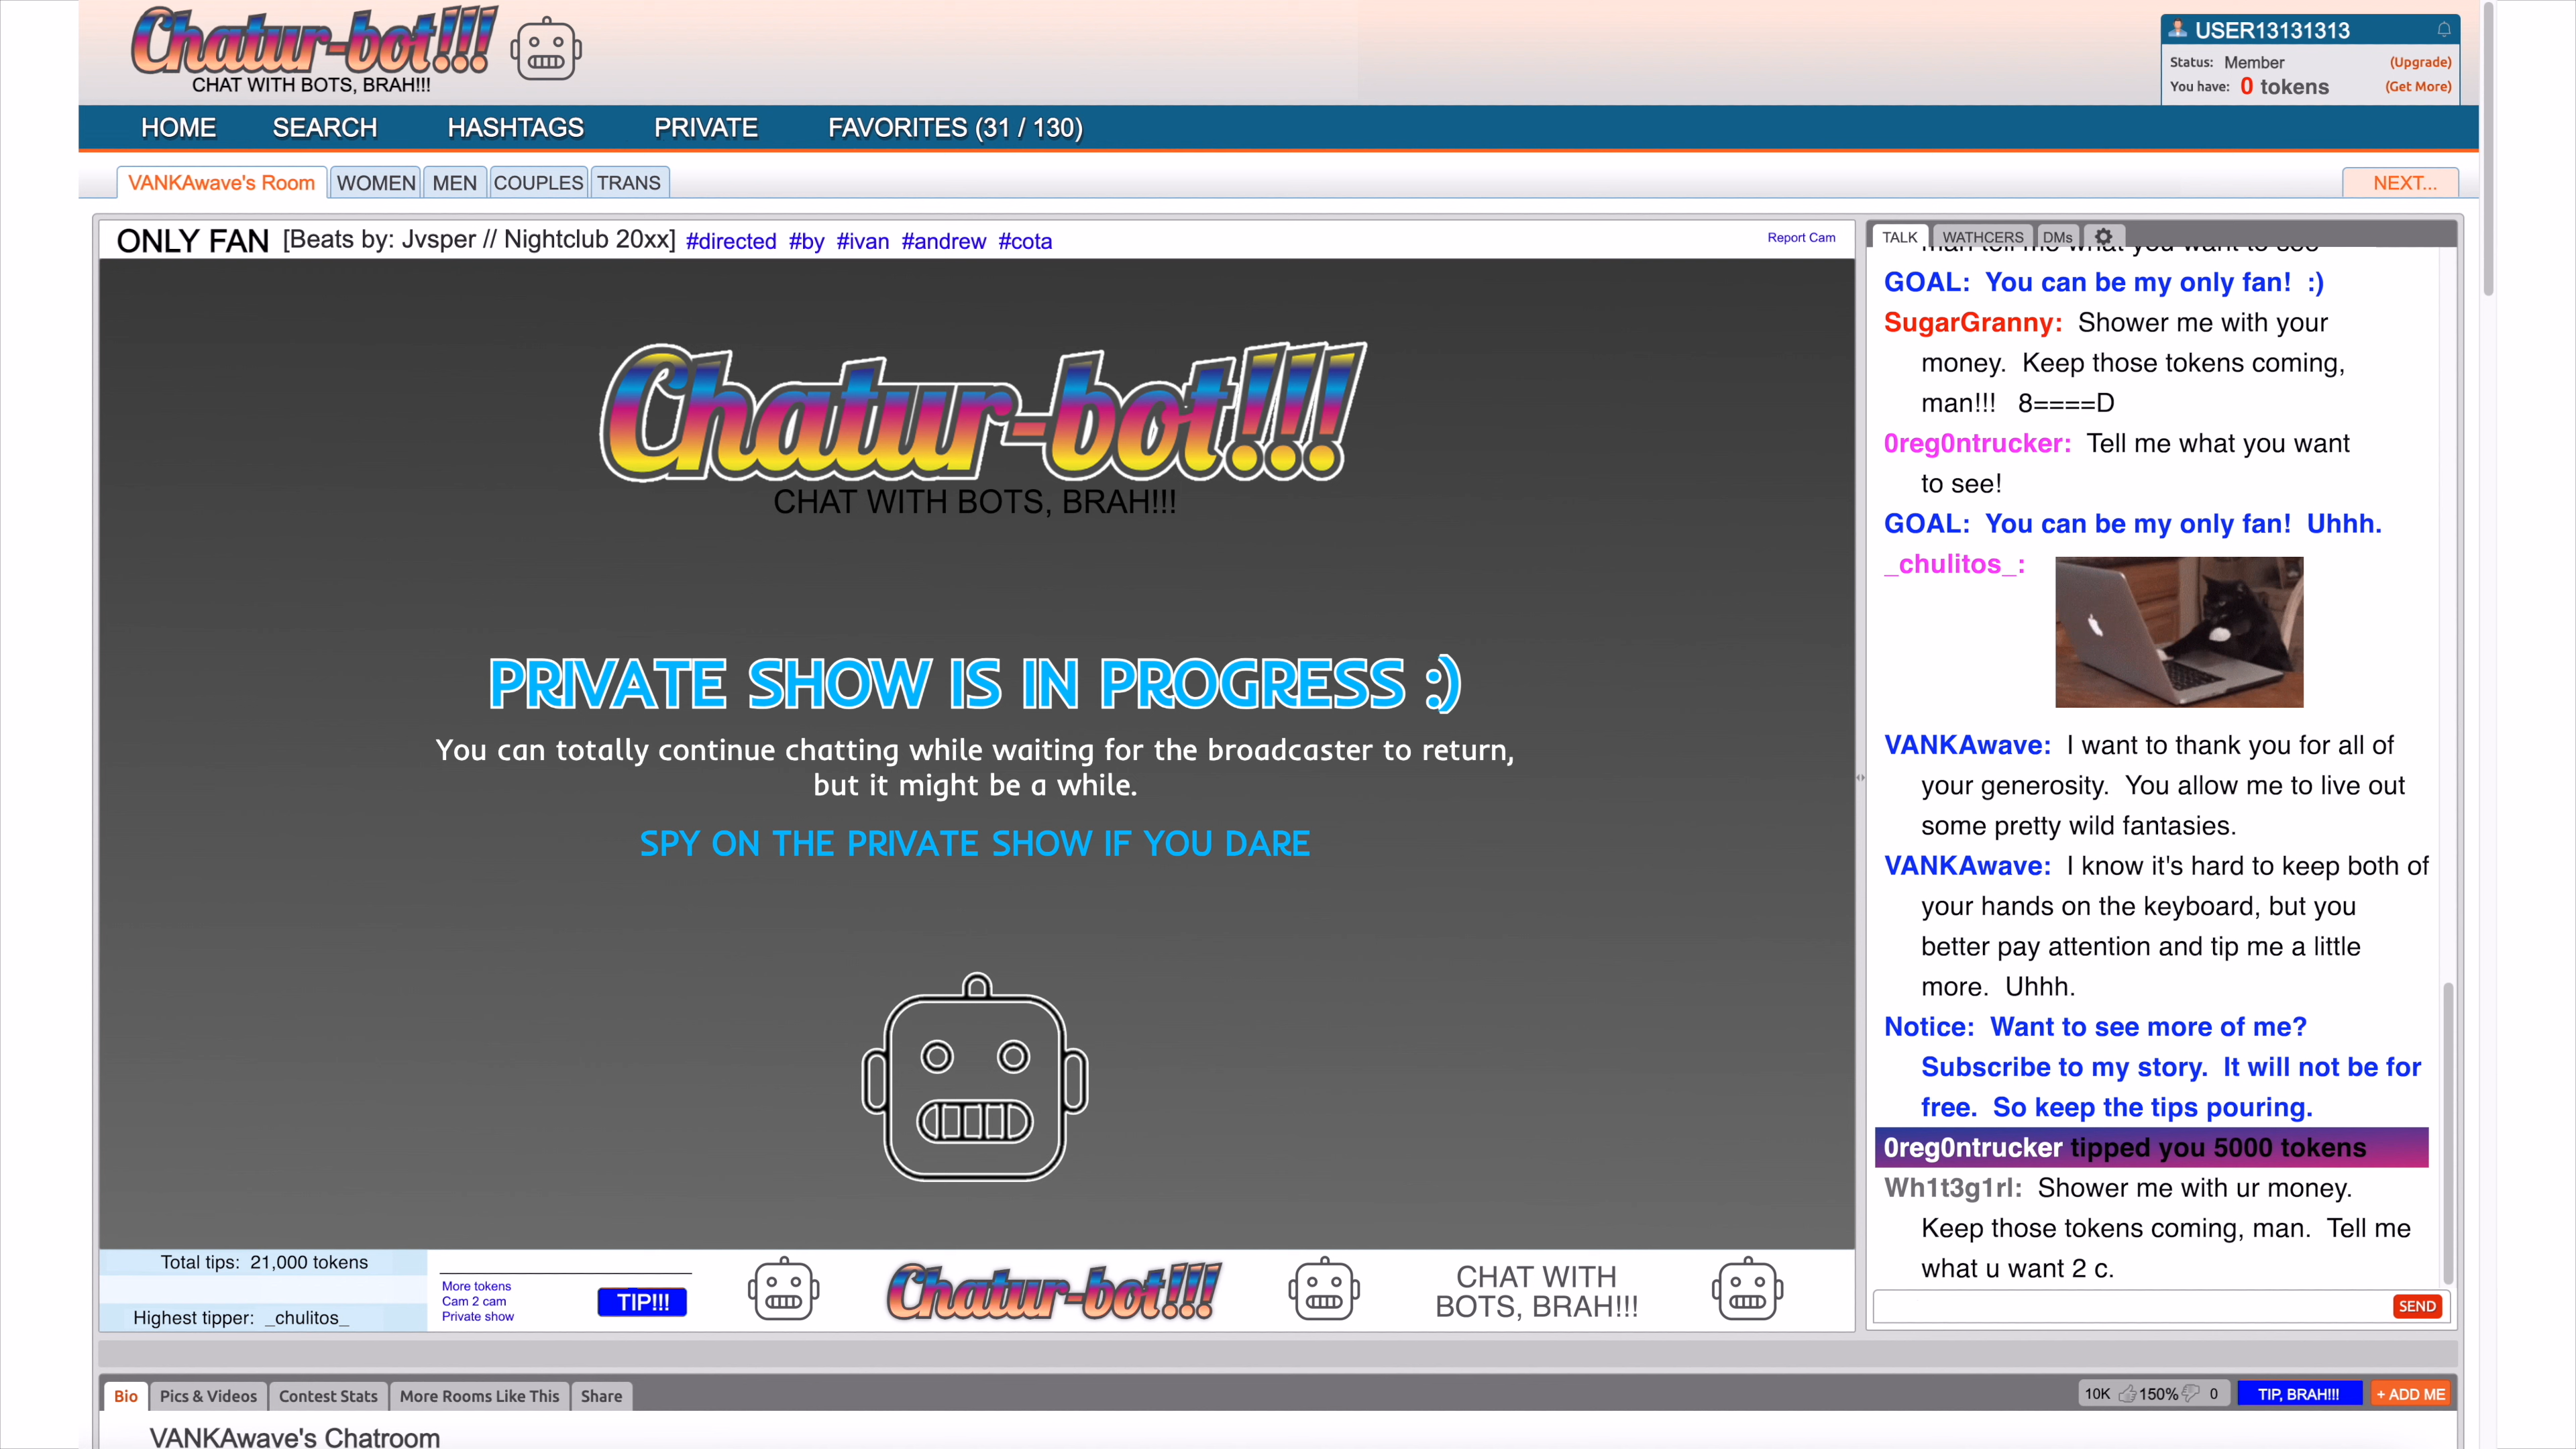 Chatur-bot!!!
CHAT WITH BOTS, BRAH!!!
USER13131313
Status: Member (Upgrade)
You have: 0 tokens (Get More)
HOME SEARCH HASHTAGS PRIVATE FAVORITES (31 / 130)
VANKAwave's Room WOMEN MEN COUPLES TRANS NEXT...
ONLY FAN [Beats by: Jvsper // Nightclub 20xx] #directed #by #ivan #andrew #cota Report Cam
Chatur-bot!!!
CHAT WITH BOTS, BRAH!!!
PRIVATE SHOW IS IN PROGRESS :)
You can totally continue chatting while waiting for the broadcaster to return,
but it might be a while.
SPY ON THE PRIVATE SHOW IF YOU DARE
Total tips: 21,000 tokens
Highest tipper: _chulitos_
More tokens
Cam 2 cam
Private show
TIP!!!
Chatur-bot!!!
CHAT WITH
BOTS, BRAH!!!
TALK WATHCERS DMs
man tell me what you want to see
GOAL: You can be my only fan! :)
SugarGranny: Shower me with your
money. Keep those tokens coming,
man!!! 8====D
0reg0ntrucker: Tell me what you want
to see!
GOAL: You can be my only fan! Uhhh.
_chulitos_:
VANKAwave: I want to thank you for all of
your generosity. You allow me to live out
some pretty wild fantasies.
VANKAwave: I know it's hard to keep both of
your hands on the keyboard, but you
better pay attention and tip me a little
more. Uhhh.
Notice: Want to see more of me?
Subscribe to my story. It will not be for
free. So keep the tips pouring.
0reg0ntrucker tipped you 5000 tokens
Wh1t3g1rl: Shower me with ur money.
Keep those tokens coming, man. Tell me
what u want 2 c.
SEND
Bio Pics & Videos Contest Stats More Rooms Like This Share
10K 150% 0 TIP, BRAH!!! + ADD ME
VANKAwave's Chatroom